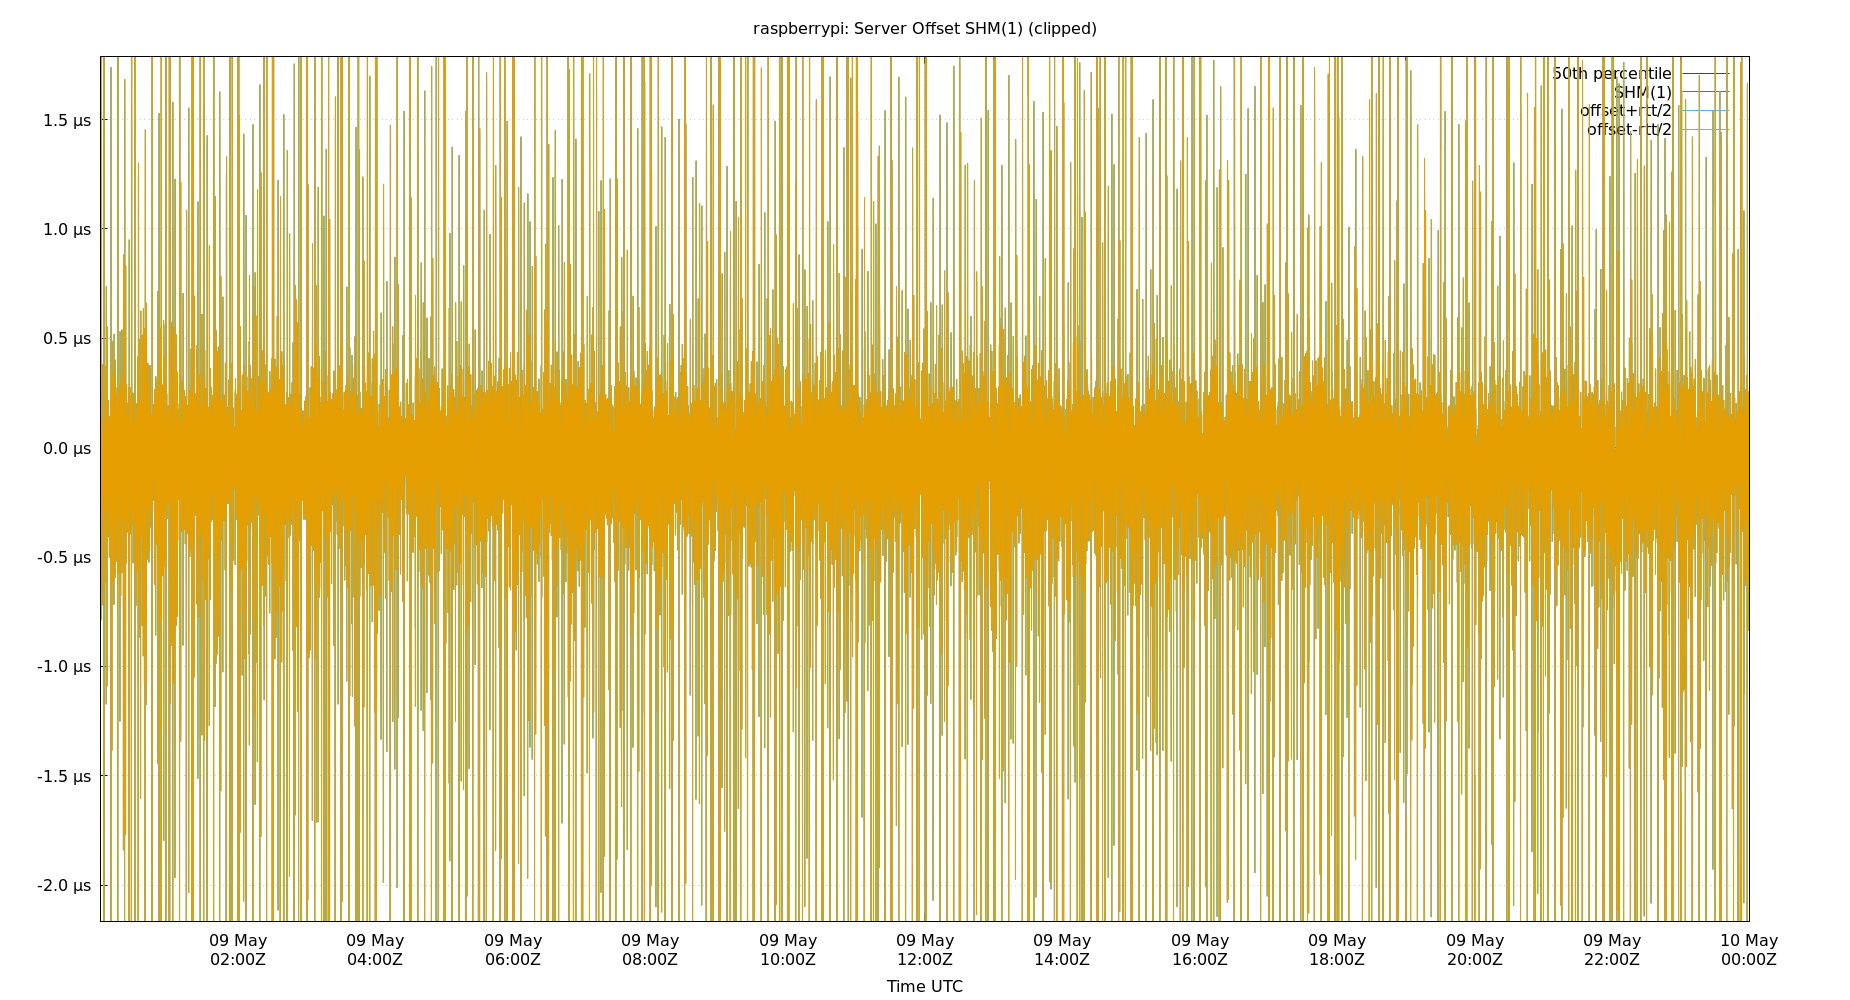 raspberrypi: Server Offset SHM(1) (clipped)
50th percentile
SHM(1)
offset+rtt/2
offset-rtt/2
1.5 µs
1.0 µs
0.5 µs
0.0 µs
-0.5 µs
-1.0 µs
-1.5 µs
-2.0 µs
09 May 09 May 09 May 09 May 09 May 09 May 09 May 09 May 09 May 09 May 09 May 10 May
02:00Z 04:00Z 06:00Z 08:00Z 10:00Z 12:00Z 14:00Z 16:00Z 18:00Z 20:00Z 22:00Z 00:00Z
Time UTC